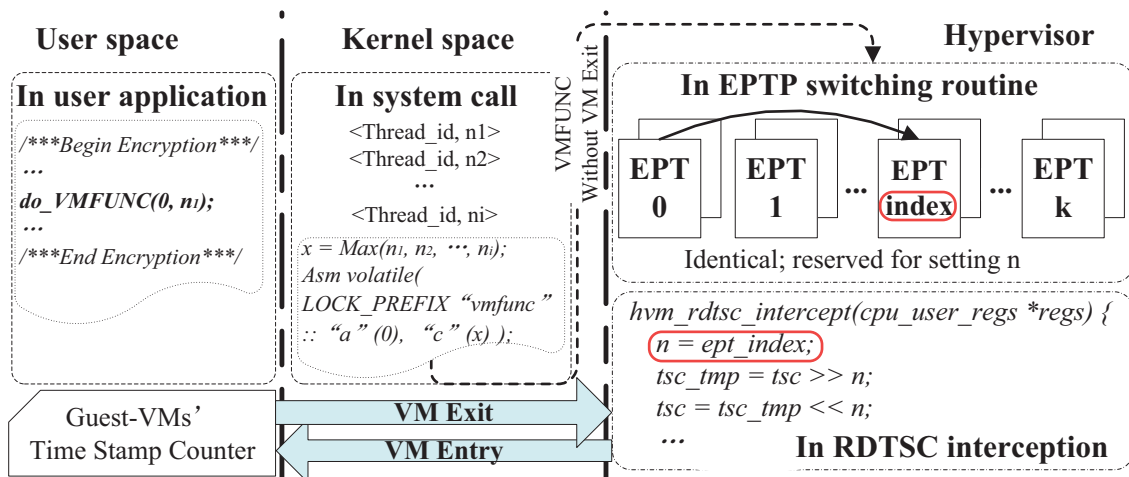 User space
In user application
/***Begin Encryption***/
...
do_VMFUNC(0, n1);
...
/***End Encryption***/
Guest-VMs’
Time Stamp Counter
Kernel space
In system call
<Thread_id, n1>
<Thread_id, n2>
...
<Thread_id, ni>
x = Max(n1, n2, ..., ni);
Asm volatile(
LOCK_PREFIX “vmfunc”
:: “a” (0), “c” (x) );
VMFUNC
Without VM Exit
VM Exit
VM Entry
Hypervisor
In EPTP switching routine
EPT 0
EPT 1
...
EPT index
...
EPT k
Identical; reserved for setting n
hvm_rdtsc_intercept(cpu_user_regs *regs) {
n = ept_index;
tsc_tmp = tsc >> n;
tsc = tsc_tmp << n;
...
In RDTSC interception